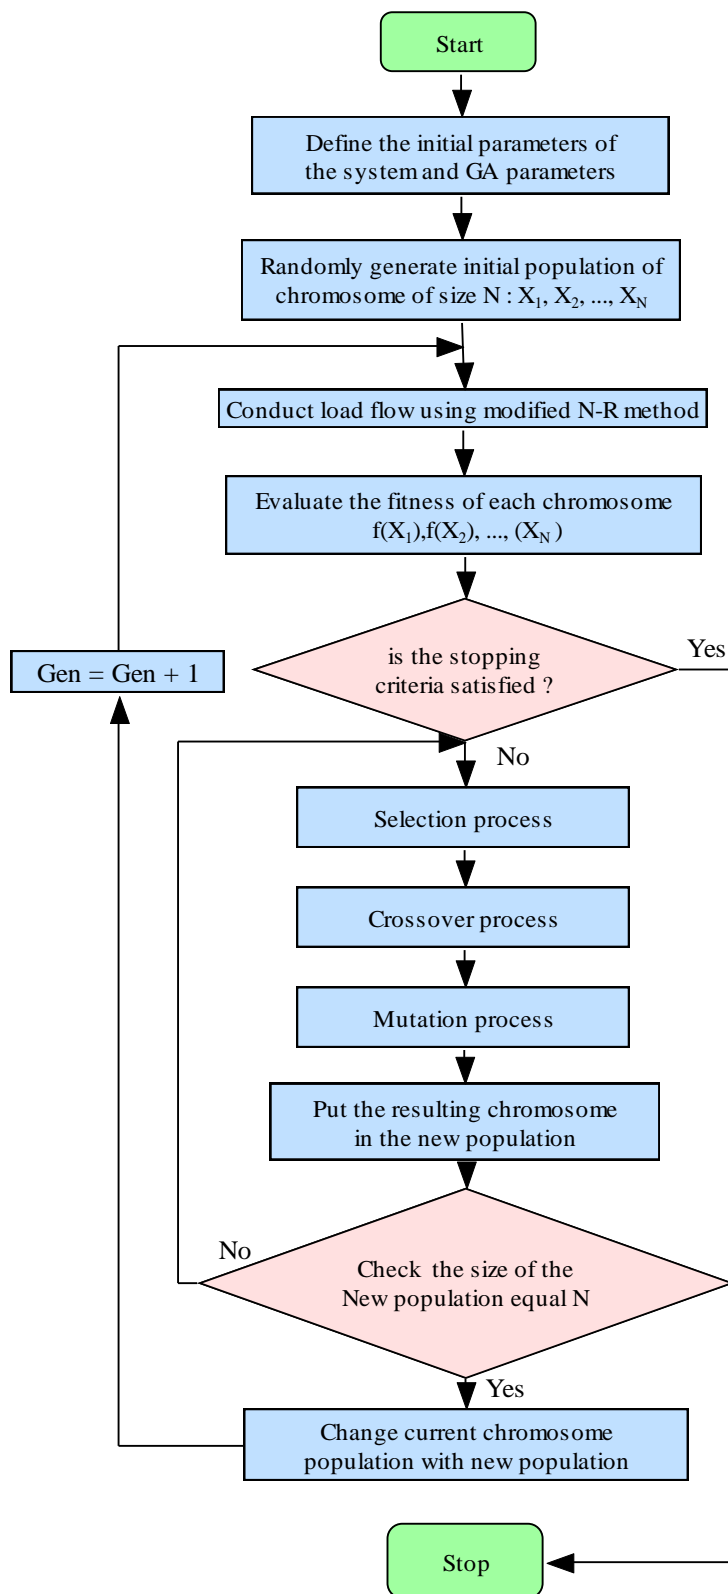 Start
Define the initial parameters of
the system and GA parameters
Randomly generate initial population of
chromosome of size N : X₁, X₂, ..., X_N
Conduct load flow using modified N-R method
Evaluate the fitness of each chromosome
f(X₁),f(X₂), ..., (X_N )
is the stopping
criteria satisfied ?
Yes
Gen = Gen + 1
No
Selection process
Crossover process
Mutation process
Put the resulting chromosome
in the new population
No
Check the size of the
New population equal N
Yes
Change current chromosome
population with new population
Stop